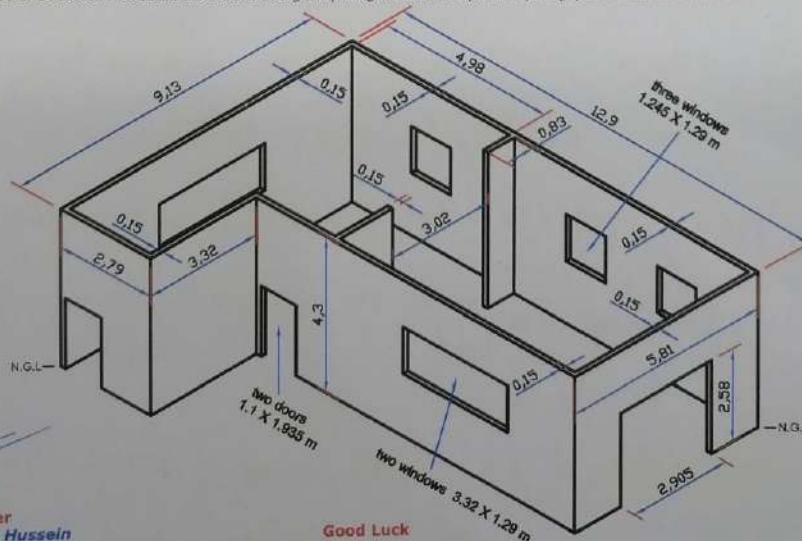 9,13
0,15
0,15
4,98
12,9
three windows
1.245 X 1.29 m
0,83
0,15
0,15
3,02
0,15
2,79
3,32
4,3
0,15
0,15
5,81
2,58
2,905
N.G.L
N.G.
two doors
1.1 X 1.935 m
two windows 3.32 X 1.29 m
Hussein
Good Luck